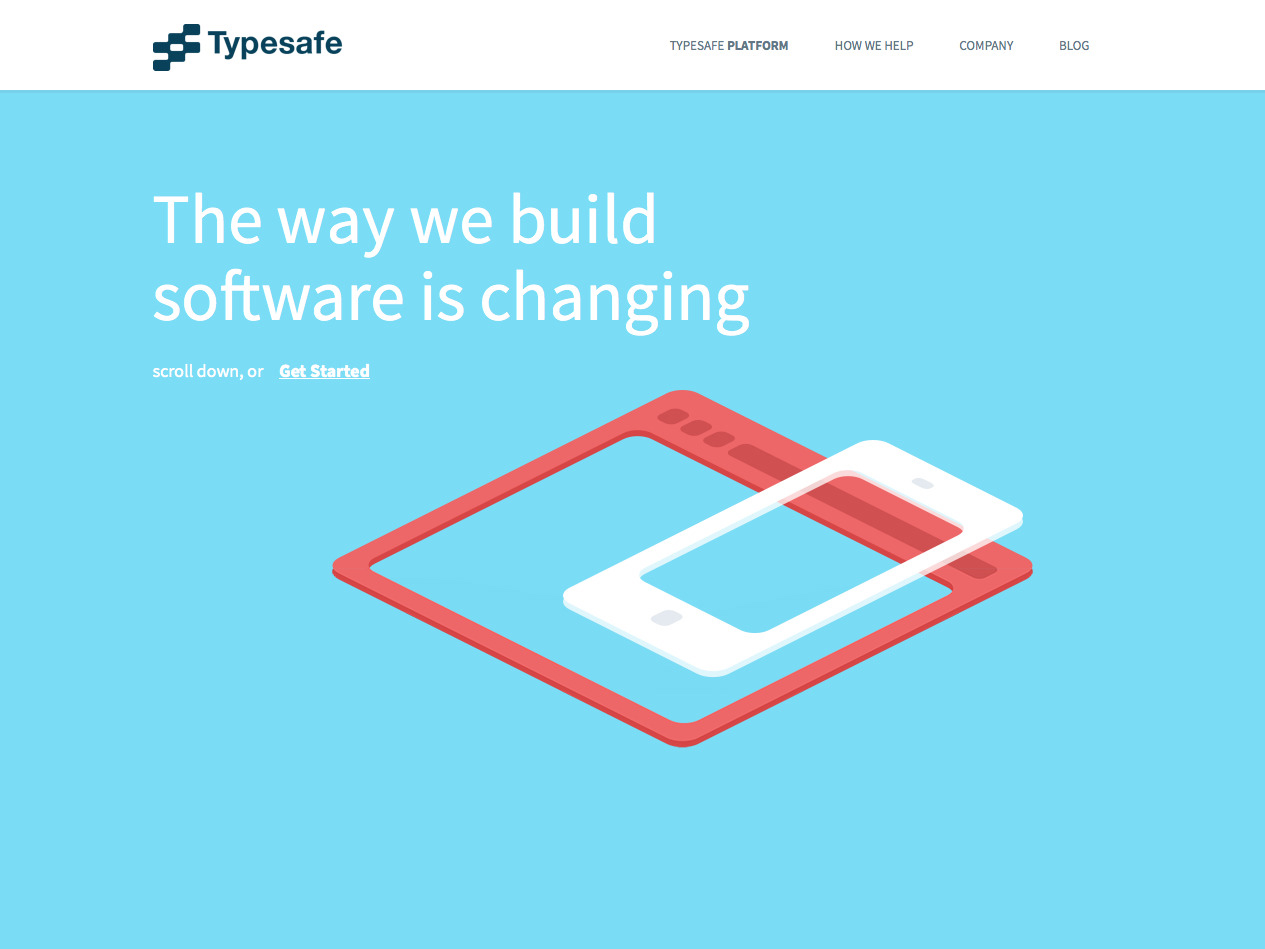 Typesafe
TYPESAFE PLATFORM
HOW WE HELP
COMPANY
BLOG
The way we build
software is changing
scroll down, or Get Started